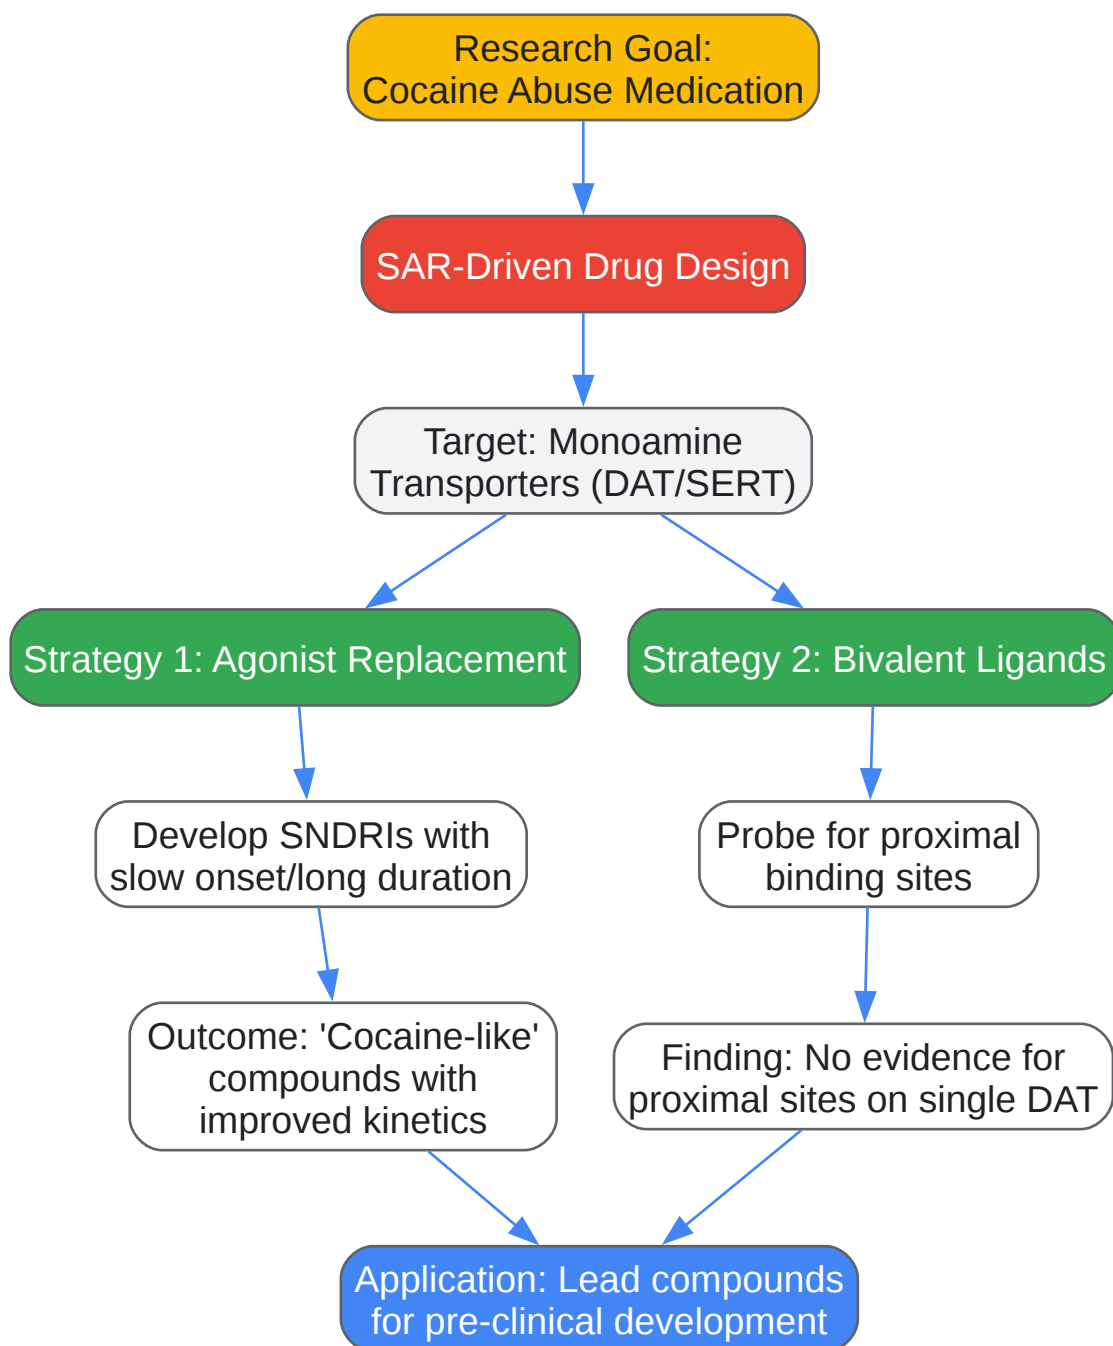 Research Goal:
Cocaine Abuse Medication
SAR-Driven Drug Design
Target: Monoamine
Transporters (DAT/SERT)
Strategy 1: Agonist Replacement
Strategy 2: Bivalent Ligands
Develop SNDRIs with
slow onset/long duration
Probe for proximal
binding sites
Outcome: 'Cocaine-like'
compounds with
improved kinetics
Finding: No evidence for
proximal sites on single DAT
Application: Lead compounds
for pre-clinical development